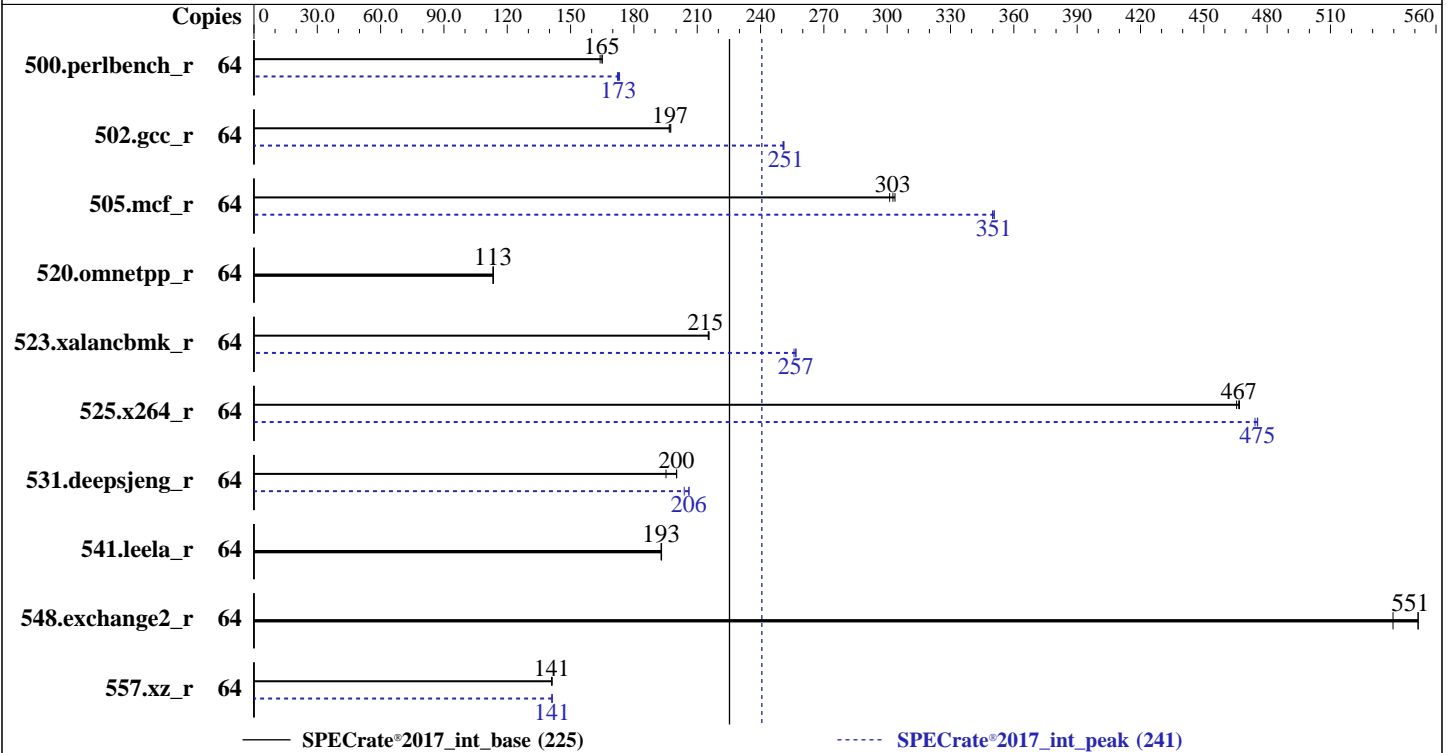 Copies 0 30.0 60.0 90.0 120 150 180 210 240 270 300 330 360 390 420 450 480 510 560
500.perlbench_r 64 165
173
502.gcc_r 64 197
251
505.mcf_r 64 303
351
520.omnetpp_r 64 113
523.xalancbmk_r 64 215
257
525.x264_r 64 467
475
531.deepsjeng_r 64 200
206
541.leela_r 64 193
548.exchange2_r 64 551
557.xz_r 64 141
141
SPECrate®2017_int_base (225) SPECrate®2017_int_peak (241)